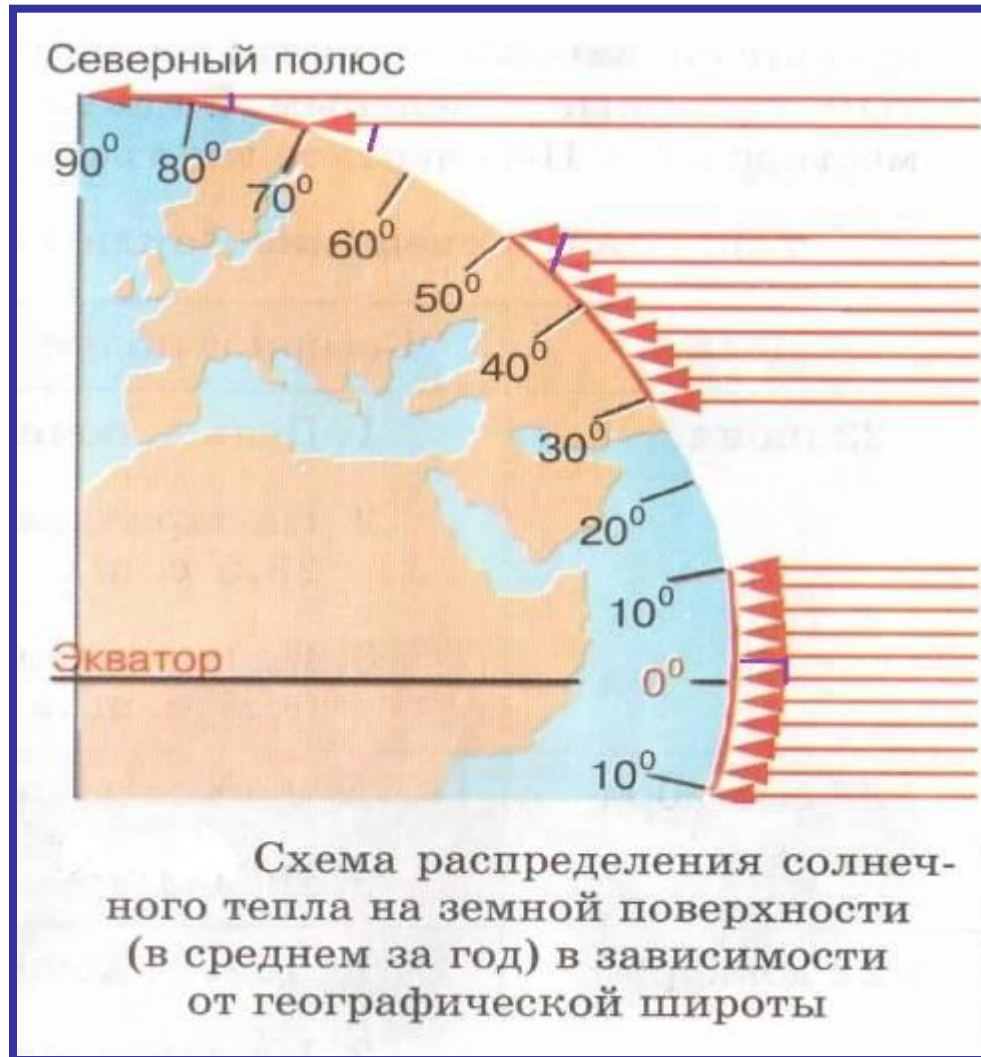 Северный полюс
90⁰
80⁰
70⁰
60⁰
50⁰
40⁰
30⁰
20⁰
10⁰
Экватор
0⁰
10⁰
Схема распределения солнеч-
ного тепла на земной поверхности
(в среднем за год) в зависимости
от географической широты